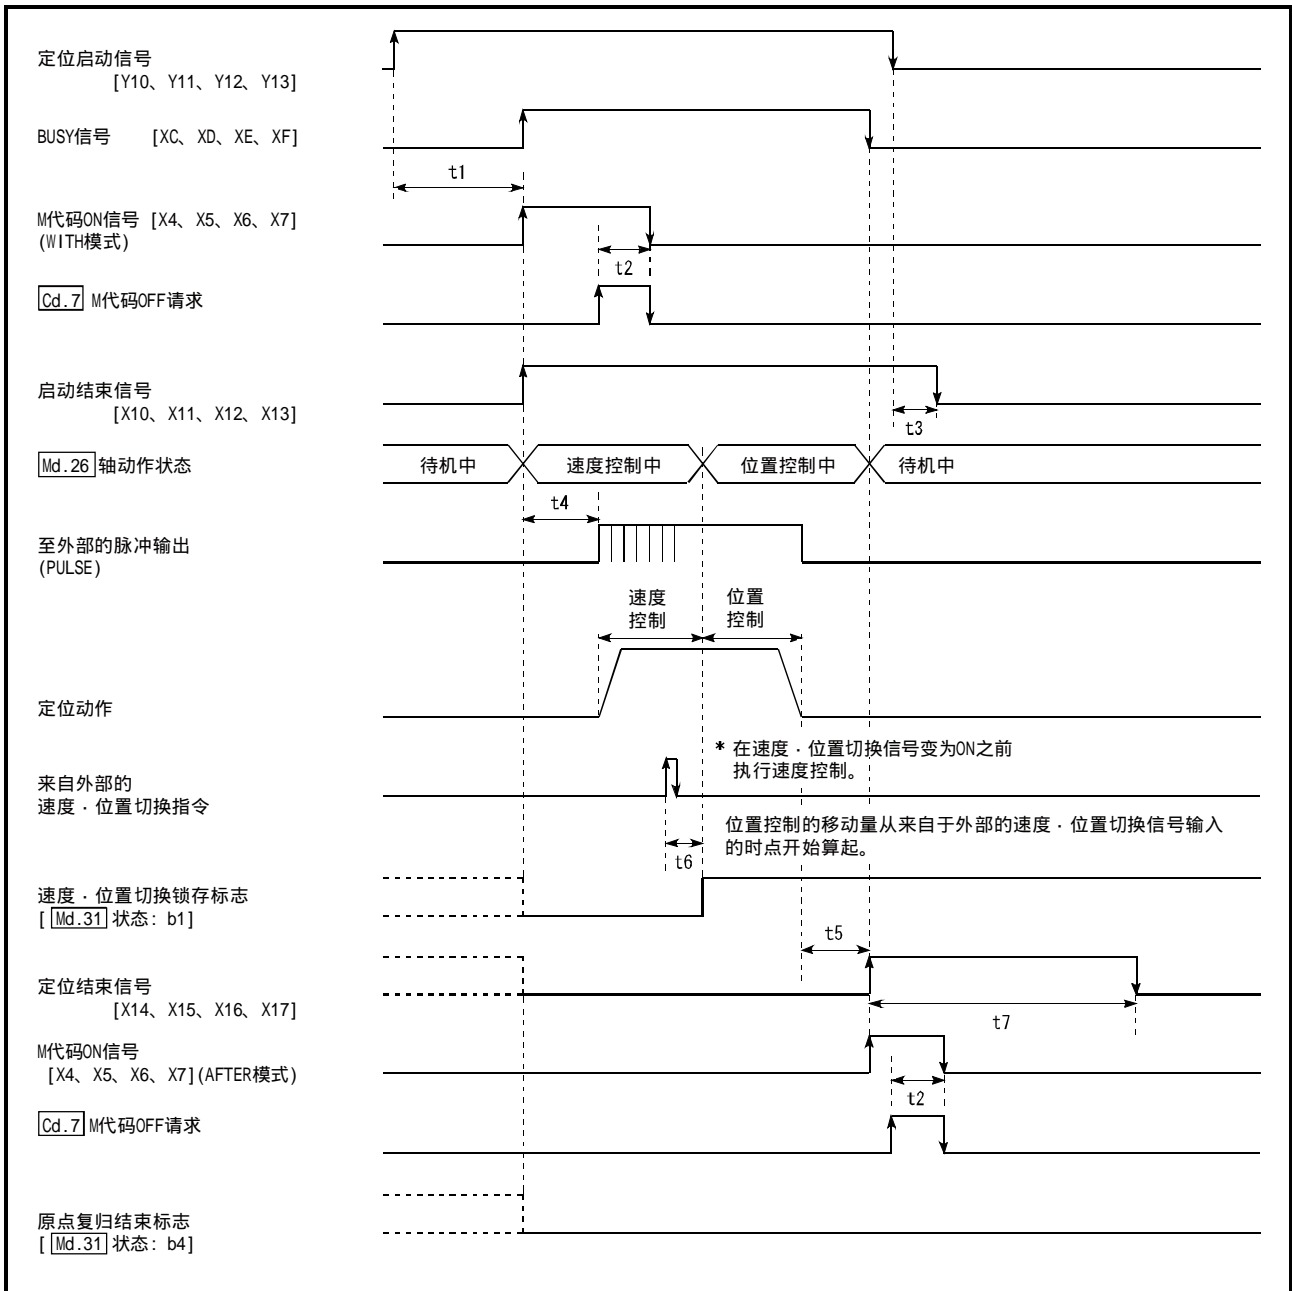 定位启动信号
[Y10、Y11、Y12、Y13]
BUSY信号 [XC、XD、XE、XF]
t1
M代码ON信号 [X4、X5、X6、X7]
(WITH模式)
t2
Cd.7 M代码OFF请求
启动结束信号
[X10、X11、X12、X13]
t3
Md.26 轴动作状态
待机中 速度控制中 位置控制中 待机中
t4
至外部的脉冲输出
(PULSE)
速度 位置
控制 控制
定位动作
* 在速度·位置切换信号变为ON之前
执行速度控制。
来自外部的
速度·位置切换指令
位置控制的移动量从来自于外部的速度·位置切换信号输入
的时点开始算起。
t6
速度·位置切换锁存标志
[ Md.31 状态: b1]
t5
定位结束信号
[X14、X15、X16、X17]
t7
M代码ON信号
[X4、X5、X6、X7](AFTER模式)
t2
Cd.7 M代码OFF请求
原点复归结束标志
[ Md.31 状态: b4]